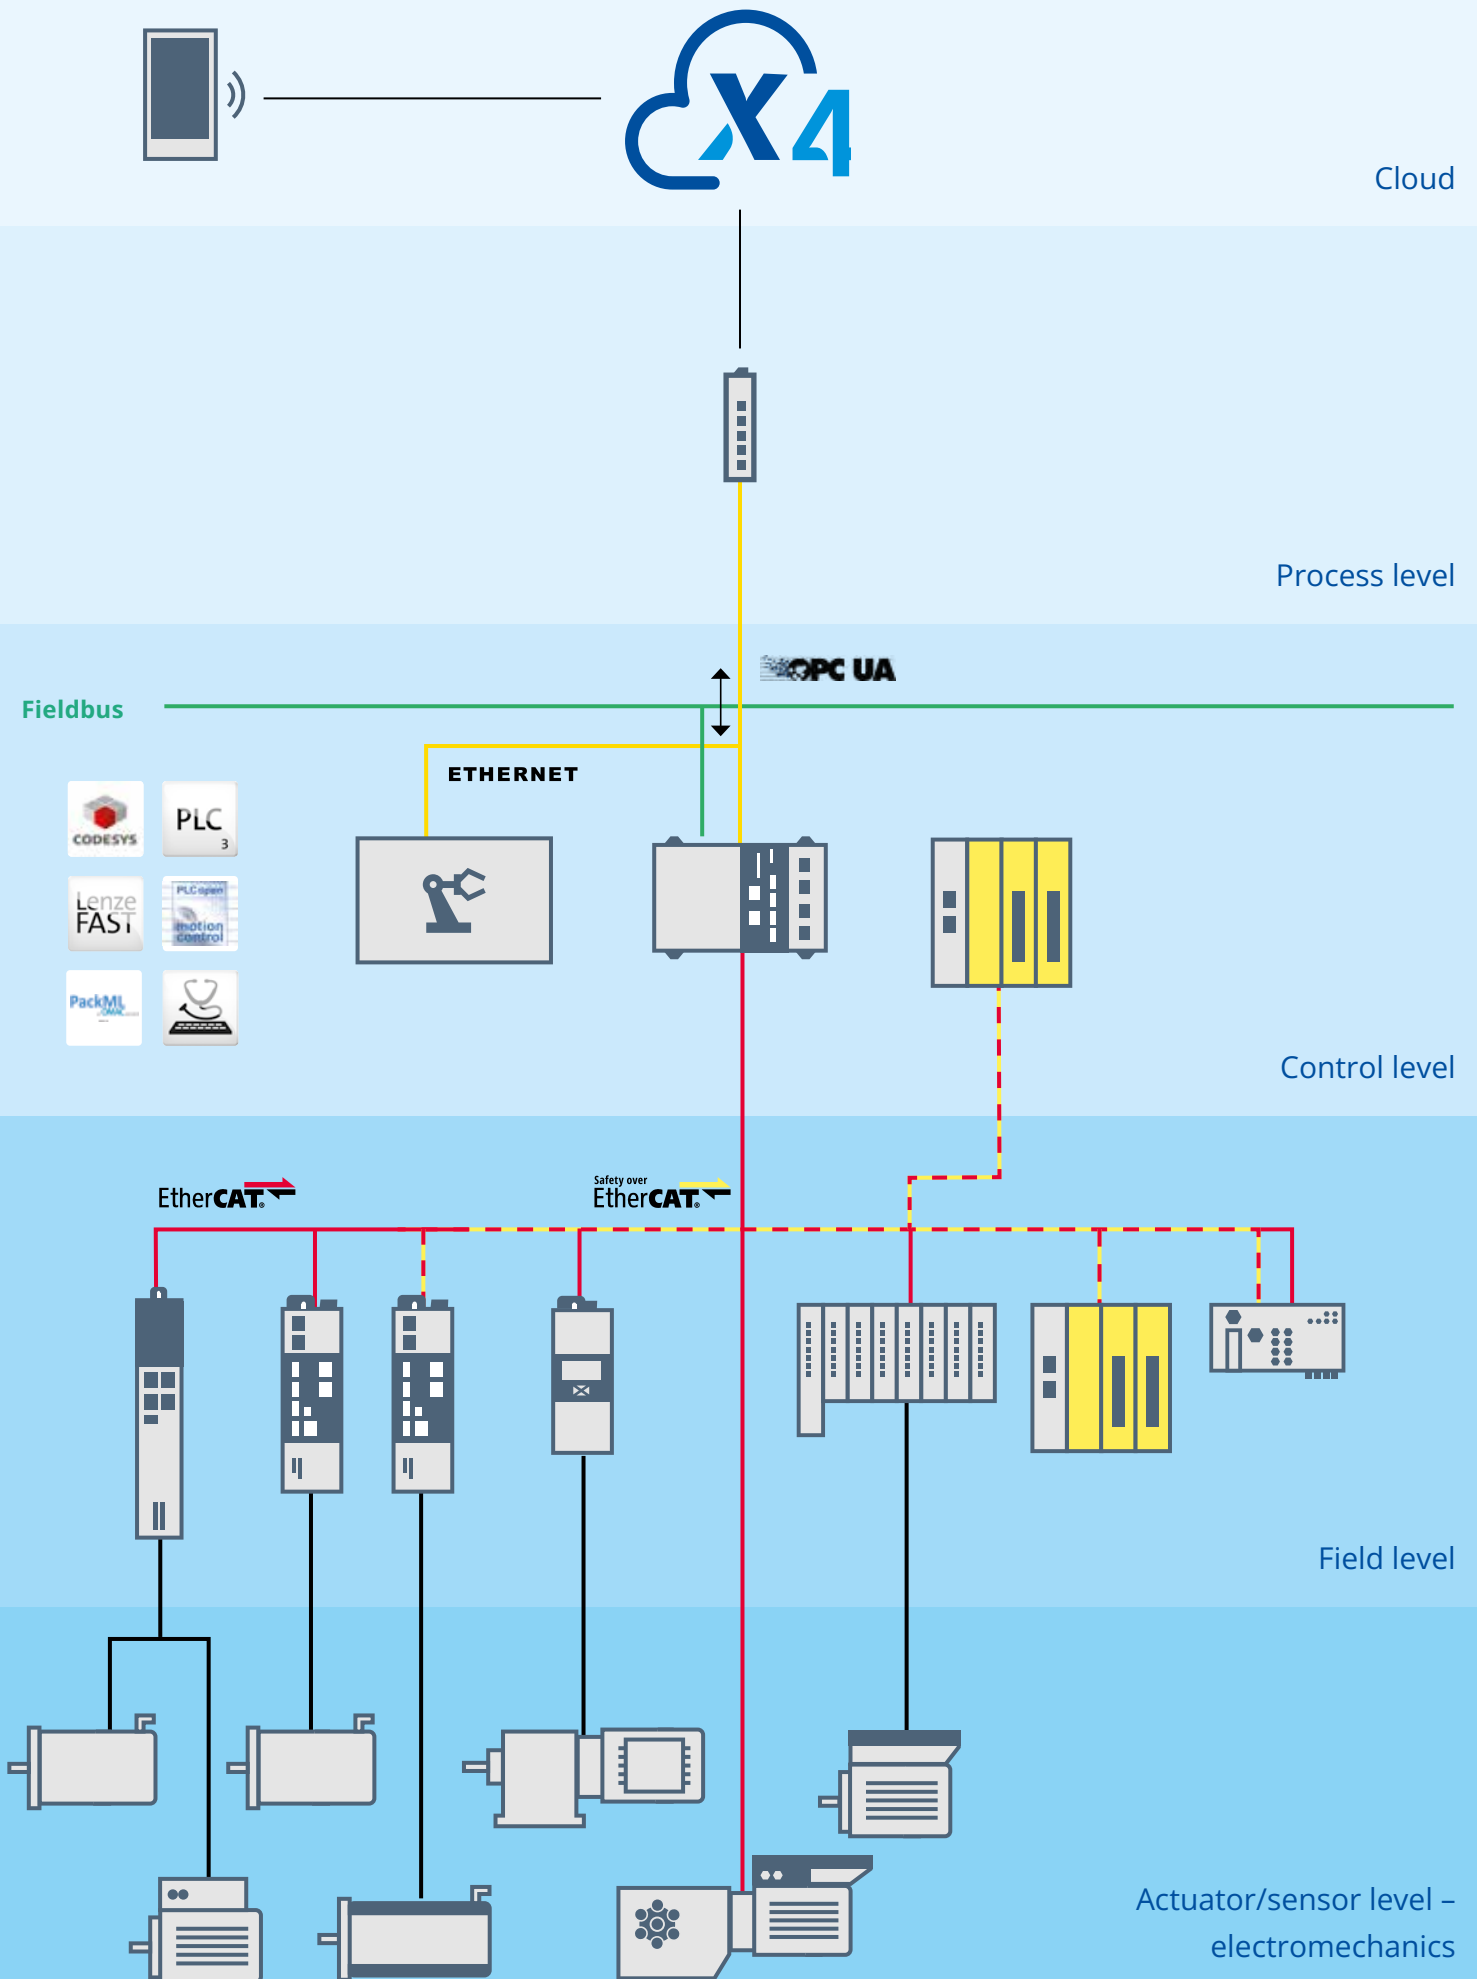 X4
Cloud
Process level
OPC UA
Fieldbus
ETHERNET
CODESYS
PLC
3
Lenze
FAST
PLCopen
motion
control
PackML
OMAC
Control level
EtherCAT®
Safety over
EtherCAT®
Field level
Actuator/sensor level –
electromechanics